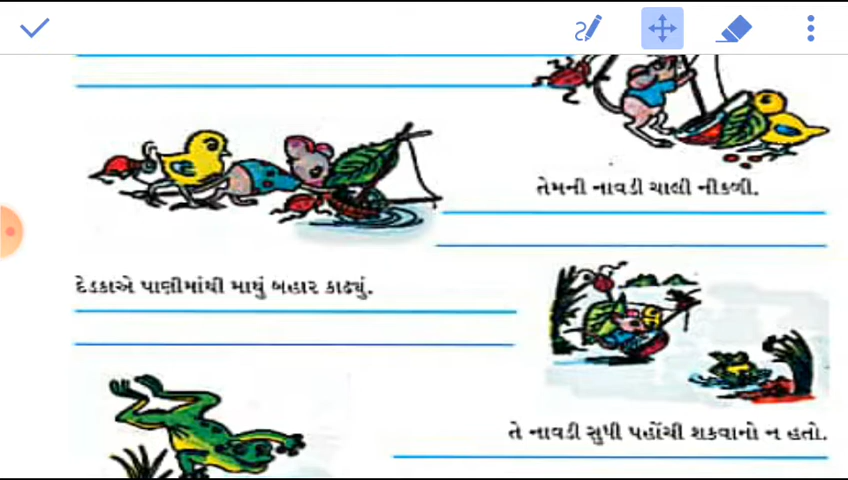 તેમની નાવડી ચાલી નીકળી.
દેડકાએ પાણીમાંથી માથું બહાર કાઢ્યું.
તે નાવડી સુધી પહોંચી શકવાનો ન હતો.